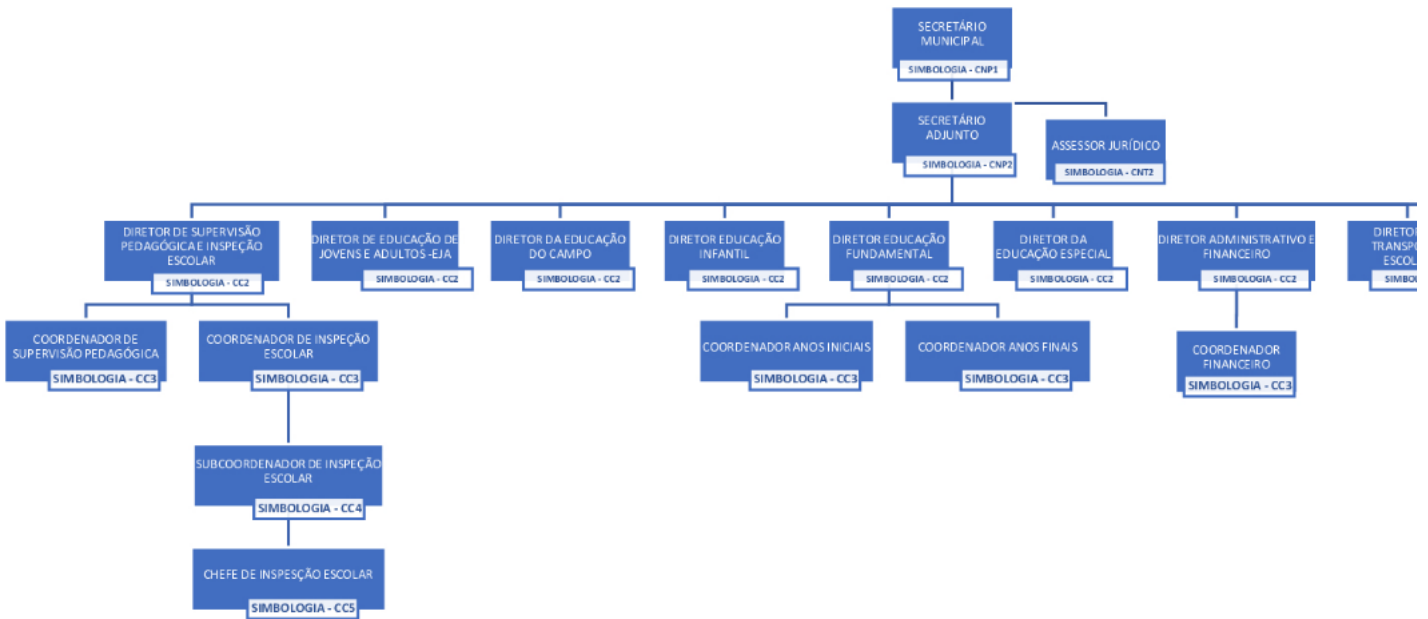 SECRETÁRIO
MUNICIPAL
SIMBOLOGIA - CNP1
SECRETÁRIO
ADJUNTO
SIMBOLOGIA - CNP2
ASSESSOR JURÍDICO
SIMBOLOGIA - CNT2
DIRETOR DE SUPERVISÃO
PEDAGÓGICA E INSPEÇÃO
ESCOLAR
SIMBOLOGIA - CC2
DIRETOR DE EDUCAÇÃO DE
JOVENS E ADULTOS -EJA
SIMBOLOGIA - CC2
DIRETOR DA EDUCAÇÃO
DO CAMPO
SIMBOLOGIA - CC2
DIRETOR EDUCAÇÃO
INFANTIL
SIMBOLOGIA - CC2
DIRETOR EDUCAÇÃO
FUNDAMENTAL
SIMBOLOGIA - CC2
DIRETOR DA
EDUCAÇÃO ESPECIAL
SIMBOLOGIA - CC2
DIRETOR ADMINISTRATIVO E
FINANCEIRO
SIMBOLOGIA - CC2
DIRETOR
COORDENADOR DE
SUPERVISÃO PEDAGÓGICA
SIMBOLOGIA - CC3
COORDENADOR DE INSPEÇÃO
ESCOLAR
SIMBOLOGIA - CC3
COORDENADOR ANOS INICIAIS
SIMBOLOGIA - CC3
COORDENADOR ANOS FINAIS
SIMBOLOGIA - CC3
COORDENADOR
FINANCEIRO
SIMBOLOGIA - CC3
SUBCOORDENADOR DE INSPEÇÃO
ESCOLAR
SIMBOLOGIA - CC4
CHEFE DE INSPESÇÃO ESCOLAR
SIMBOLOGIA - CC5